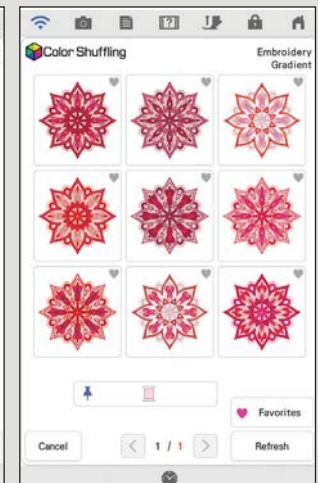 Color Shuffling
Embroidery
Gradient
Favorites
Cancel
1 / 1
Refresh